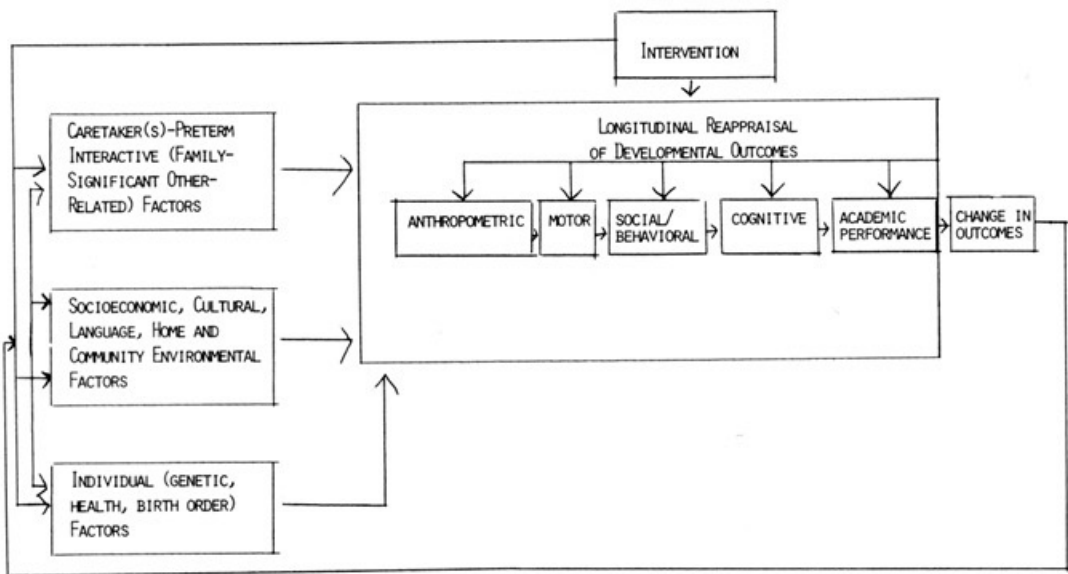 INTERVENTION
CARETAKER(S)-PRETERM
INTERACTIVE (FAMILY-
SIGNIFICANT OTHER-
RELATED) FACTORS
LONGITUDINAL REAPPRAISAL
OF DEVELOPMENTAL OUTCOMES
ANTHROPOMETRIC
MOTOR
SOCIAL/
BEHAVIORAL
COGNITIVE
ACADEMIC
PERFORMANCE
CHANGE IN
OUTCOMES
SOCIOECONOMIC, CULTURAL,
LANGUAGE, HOME AND
COMMUNITY ENVIRONMENTAL
FACTORS
INDIVIDUAL (GENETIC,
HEALTH, BIRTH ORDER)
FACTORS